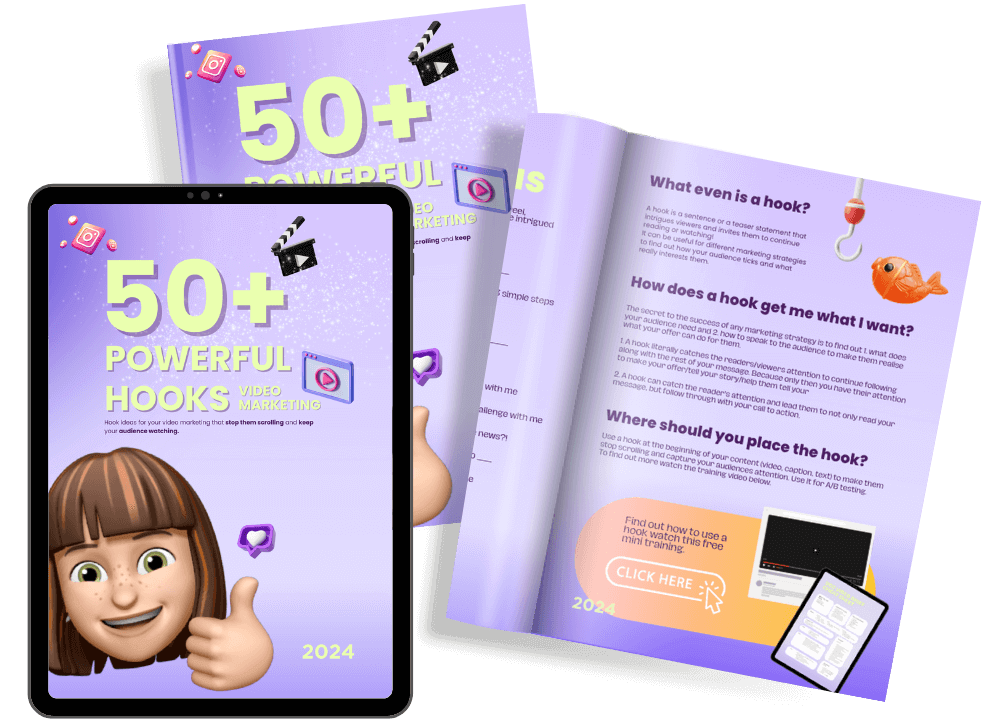 50+
POWERFUL
HOOKS VIDEO
MARKETING
Hook ideas for your video marketing that stop them scrolling and keep
your audience watching.
2024
50+
POWERFUL
RKETING
scrolling and keep
intrigued
simple steps
with me
challenge with me
news?!
What even is a hook?
A hook is a sentence or a teaser statement that
intrigues viewers and invites them to continue
reading or watching!
It can be useful for different marketing strategies
to find out how your audience ticks and what
really interests them.
How does a hook get me what I want?
The secret to the success of any marketing strategy is to find out 1. what does
your audience need and 2. how to speak to the audience to make them realise
what your offer can do for them.
1. A hook literally catches the readers/viewers attention to continue following
along with the rest of your message. Because only then you have their attention
to make your offer/tell your story/help them tell your
2. A hook can catch the reader's attention and lead them to not only read your
message, but follow through with your call to action.
Where should you place the hook?
Use a hook at the beginning of your content (video, caption, text) to make them
stop scrolling and capture your audiences attention. Use it for A/B testing.
To find out more watch the training video below.
Find out how to use a
hook watch this free
mini training.
CLICK HERE
2024